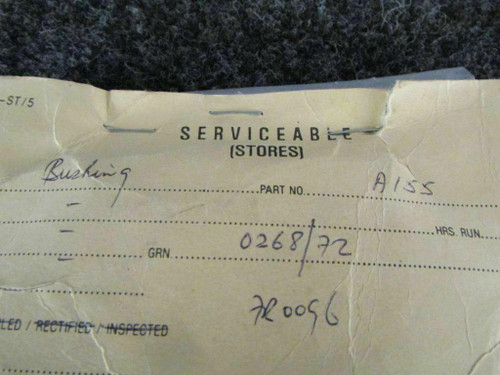 -ST/5
SERVICEABLE
(STORES)
Bushing PART NO. A155
- HRS. RUN
-
- GRN 0268/72
7R0096
LED / RECTIFIED / INSPECTED